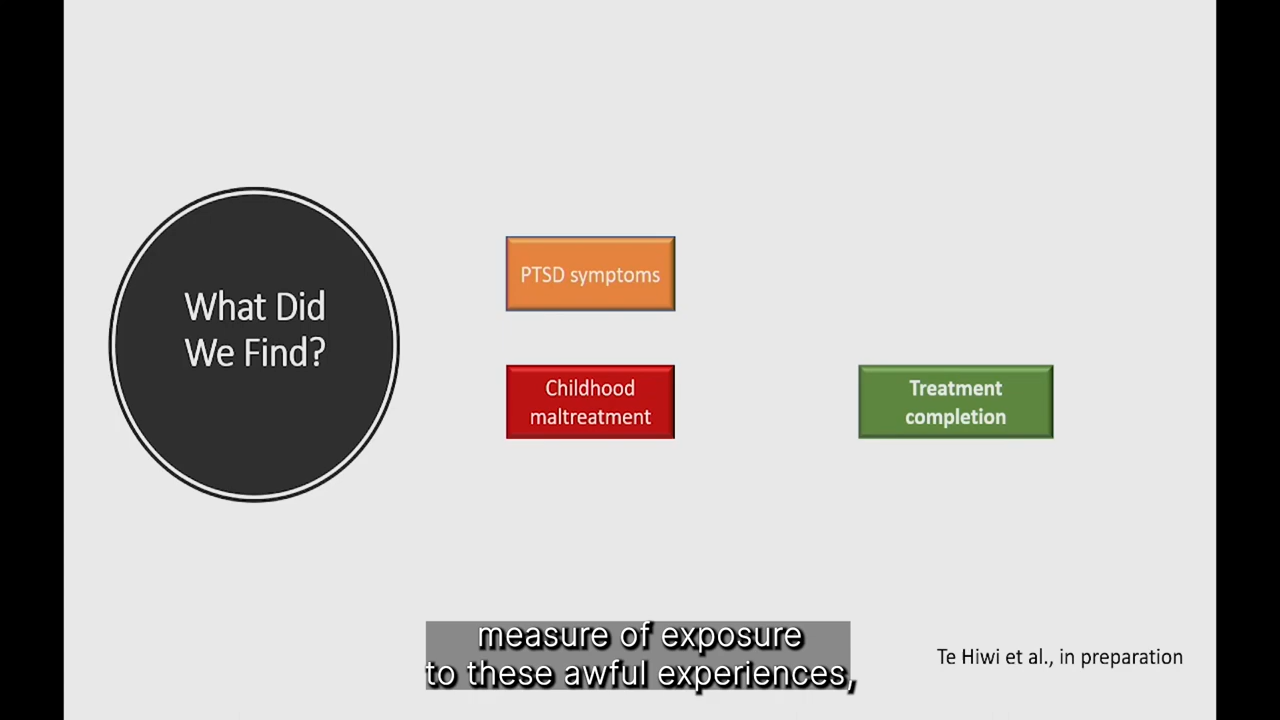 What Did
We Find?
PTSD symptoms
Childhood
maltreatment
Treatment
completion
measure of exposure
to these awful experiences,
Te Hiwi et al., in preparation